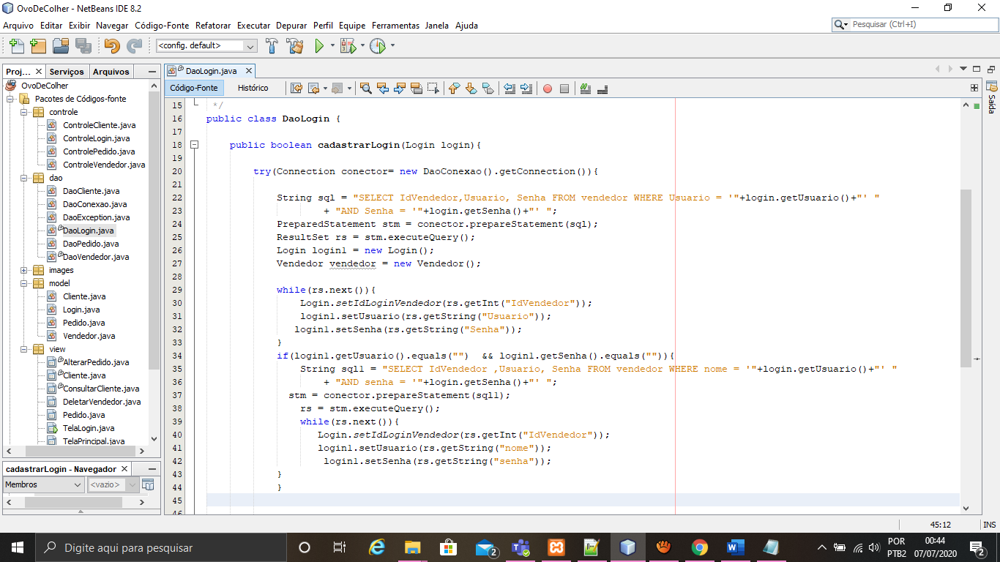 OvoDeColher - NetBeans IDE 8.2
Arquivo Editar Exibir Navegar Código-Fonte Refatorar Executar Depurar Perfil Equipe Ferramentas Janela Ajuda
Pesquisar (Ctrl+I)
<config. default>
Proj... Serviços Arquivos
DaoLogin.java
Código-Fonte Histórico
Saída
OvoDeColher
Pacotes de Códigos-fonte
controle
ControleCliente.java
ControleLogin.java
ControlePedido.java
ControleVendedor.java
dao
DaoCliente.java
DaoConexao.java
DaoException.java
DaoLogin.java
DaoPedido.java
DaoVendedor.java
images
model
Cliente.java
Login.java
Pedido.java
Vendedor.java
view
AlterarPedido.java
Cliente.java
ConsultarCliente.java
DeletarVendedor.java
Pedido.java
TelaLogin.java
TelaPrincipal.java
cadastrarLogin - Navegador
Membros <vazio>
15 */
16 public class DaoLogin {
17
18 public boolean cadastrarLogin(Login login){
19
20 try(Connection conector= new DaoConexao().getConnection()){
21
22 String sql = "SELECT IdVendedor,Usuario, Senha FROM vendedor WHERE Usuario = '"+login.getUsuario()+"' "
23 + "AND Senha = '"+login.getSenha()+"' ";
24 PreparedStatement stm = conector.prepareStatement(sql);
25 ResultSet rs = stm.executeQuery();
26 Login login1 = new Login();
27 Vendedor vendedor = new Vendedor();
28
29 while(rs.next()){
30 Login.setIdLoginVendedor(rs.getInt("IdVendedor"));
31 login1.setUsuario(rs.getString("Usuario"));
32 login1.setSenha(rs.getString("Senha"));
33 }
34 if(login1.getUsuario().equals("") && login1.getSenha().equals("")){
35 String sql1 = "SELECT IdVendedor ,Usuario, Senha FROM vendedor WHERE nome = '"+login.getUsuario()+"' "
36 + "AND senha = '"+login.getSenha()+"' ";
37 stm = conector.prepareStatement(sql1);
38 rs = stm.executeQuery();
39 while(rs.next()){
40 Login.setIdLoginVendedor(rs.getInt("IdVendedor"));
41 login1.setUsuario(rs.getString("nome"));
42 login1.setSenha(rs.getString("senha"));
43 }
44 }
45
46
45:12 INS
Digite aqui para pesquisar
2
POR
PTB2
00:44
07/07/2020
2